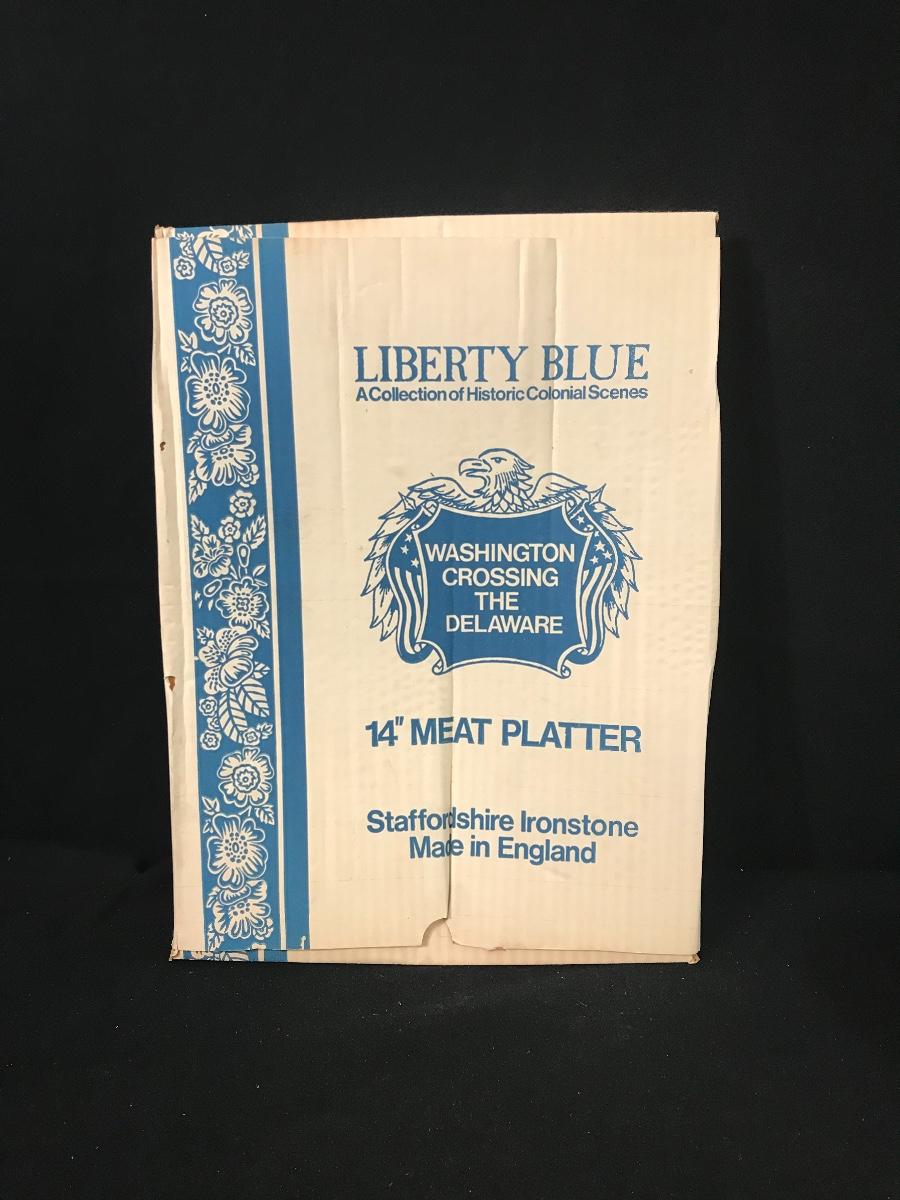 LIBERTY BLUE
A Collection of Historic Colonial Scenes
WASHINGTON
CROSSING
THE
DELAWARE
14" MEAT PLATTER
Staffordshire Ironstone
Made in England